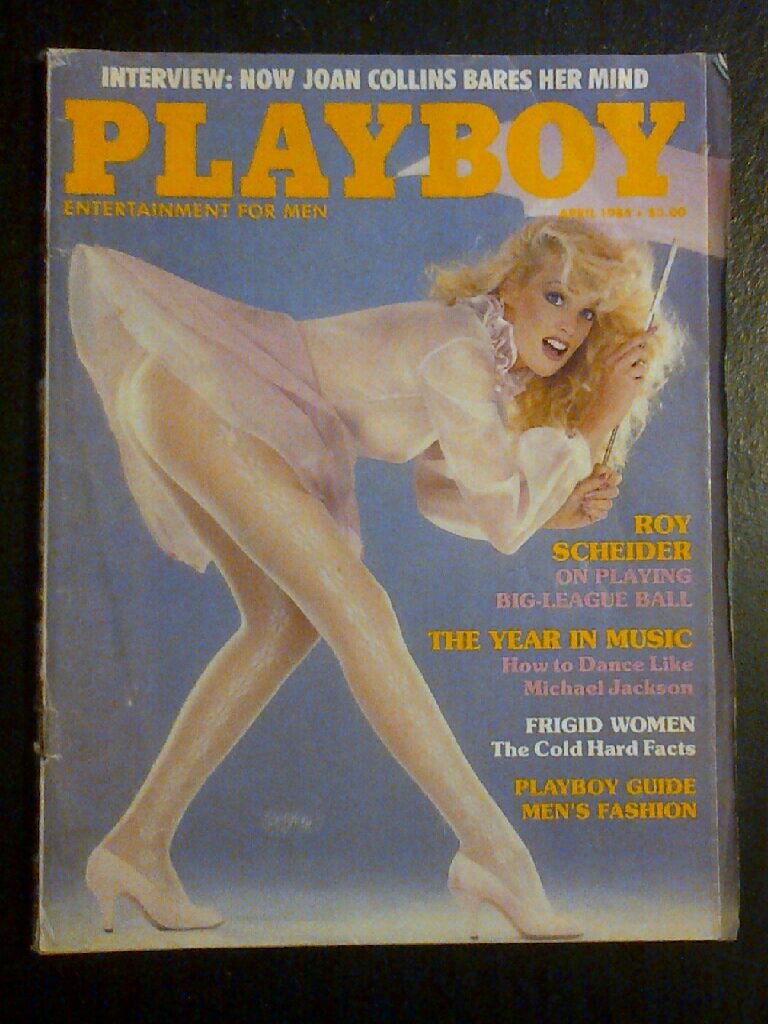 INTERVIEW: NOW JOAN COLLINS BARES HER MIND
PLAYBOY
ENTERTAINMENT FOR MEN
APRIL
ROY
SCHEIDER
ON PLAYING
BIG-LEAGUE BALL
THE YEAR IN MUSIC
How to Dance Like
Michael Jackson
FRIGID WOMEN
The Cold Hard Facts
PLAYBOY GUIDE
MEN'S FASHION